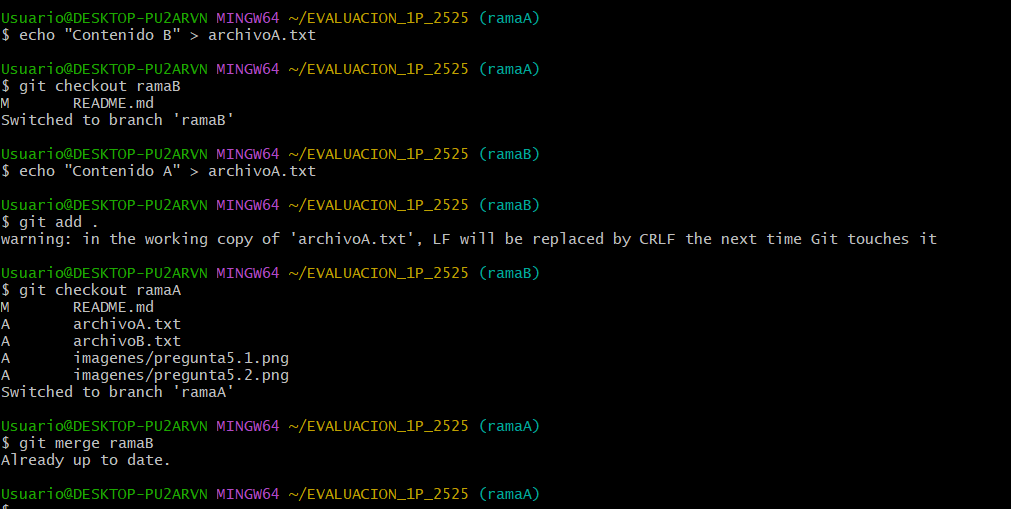 Usuario@DESKTOP-PU2ARVN MINGW64 ~/EVALUACION_1P_2525 (ramaA)
$ echo "Contenido B" > archivoA.txt
Usuario@DESKTOP-PU2ARVN MINGW64 ~/EVALUACION_1P_2525 (ramaA)
$ git checkout ramaB
M       README.md
Switched to branch 'ramaB'
Usuario@DESKTOP-PU2ARVN MINGW64 ~/EVALUACION_1P_2525 (ramaB)
$ echo "Contenido A" > archivoA.txt
Usuario@DESKTOP-PU2ARVN MINGW64 ~/EVALUACION_1P_2525 (ramaB)
$ git add .
warning: in the working copy of 'archivoA.txt', LF will be replaced by CRLF the next time Git touches it
Usuario@DESKTOP-PU2ARVN MINGW64 ~/EVALUACION_1P_2525 (ramaB)
$ git checkout ramaA
M       README.md
A       archivoA.txt
A       archivoB.txt
A       imagenes/pregunta5.1.png
A       imagenes/pregunta5.2.png
Switched to branch 'ramaA'
Usuario@DESKTOP-PU2ARVN MINGW64 ~/EVALUACION_1P_2525 (ramaA)
$ git merge ramaB
Already up to date.
Usuario@DESKTOP-PU2ARVN MINGW64 ~/EVALUACION_1P_2525 (ramaA)
$